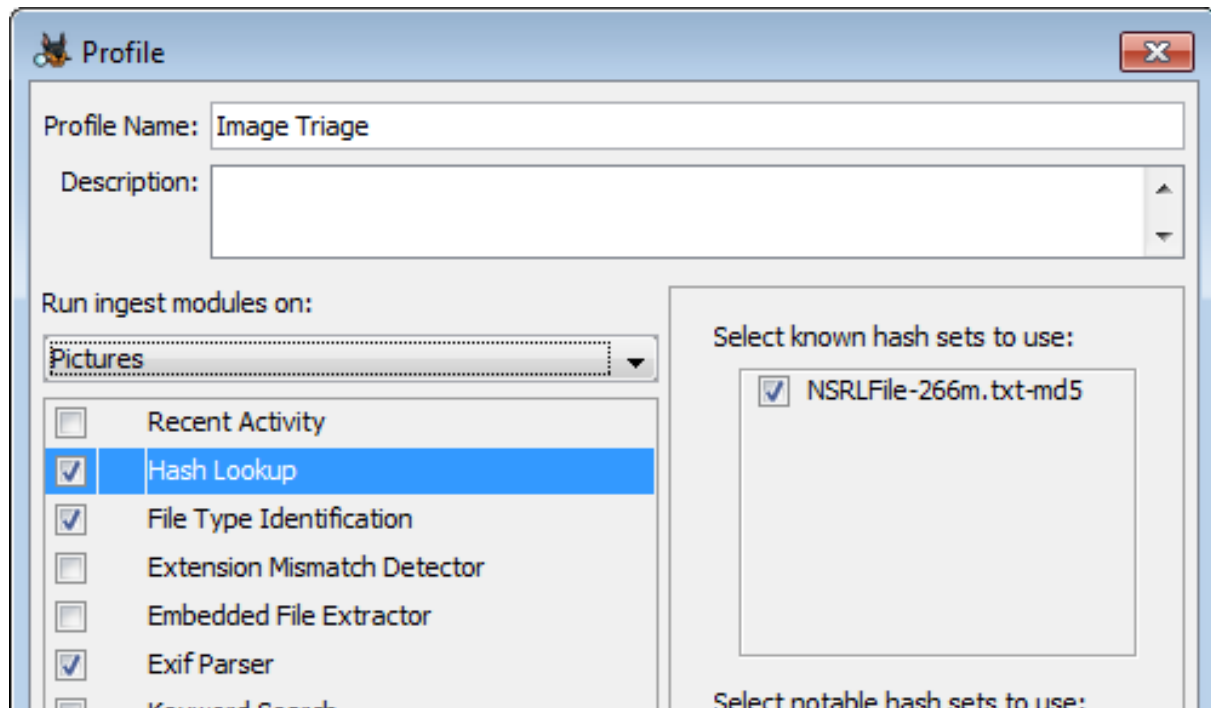 Profile
Profile Name: Image Triage
Description:
Run ingest modules on:
Pictures
Recent Activity
Hash Lookup
File Type Identification
Extension Mismatch Detector
Embedded File Extractor
Exif Parser
Keyword Search
Select known hash sets to use:
NSRLFile-266m.txt-md5
Select notable hash sets to use: